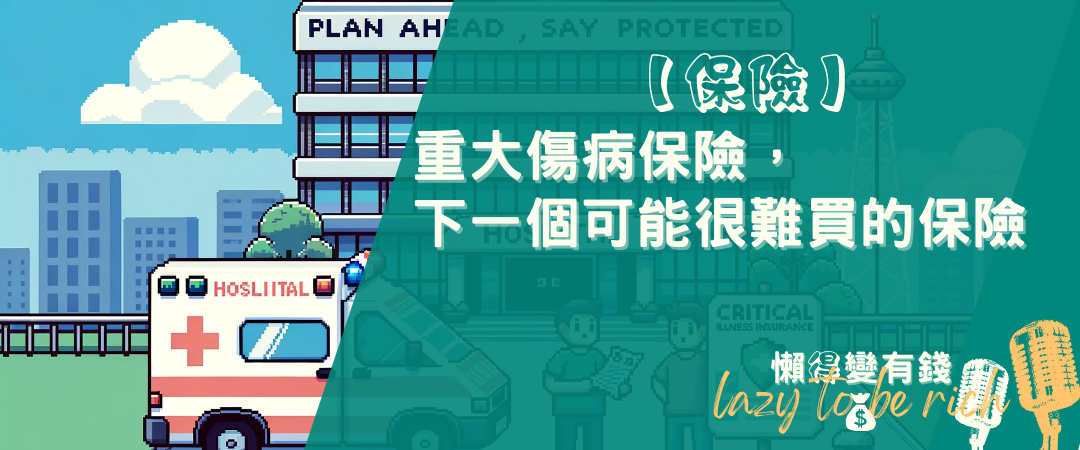 PLAN AHEAD , SAY PROTECTED
【保險】
重大傷病保險，
下一個可能很難買的保險
HOSLIITAL
CRITICAL
ILLNESS INSURANCE
懶得變有錢
lazy to be rich
$